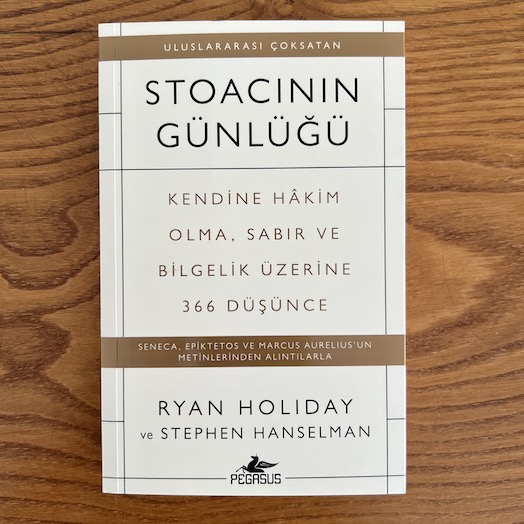 ULUSLARARASI ÇOKSATAN
STOACININ
GÜNLÜĞÜ
KENDİNE HÂKİM
OLMA, SABIR VE
BİLGELİK ÜZERİNE
366 DÜŞÜNCE
SENECA, EPİKTETOS VE MARCUS AURELIUS'UN
METİNLERİNDEN ALINTILARLA
RYAN HOLIDAY
ve STEPHEN HANSELMAN
PEGASUS